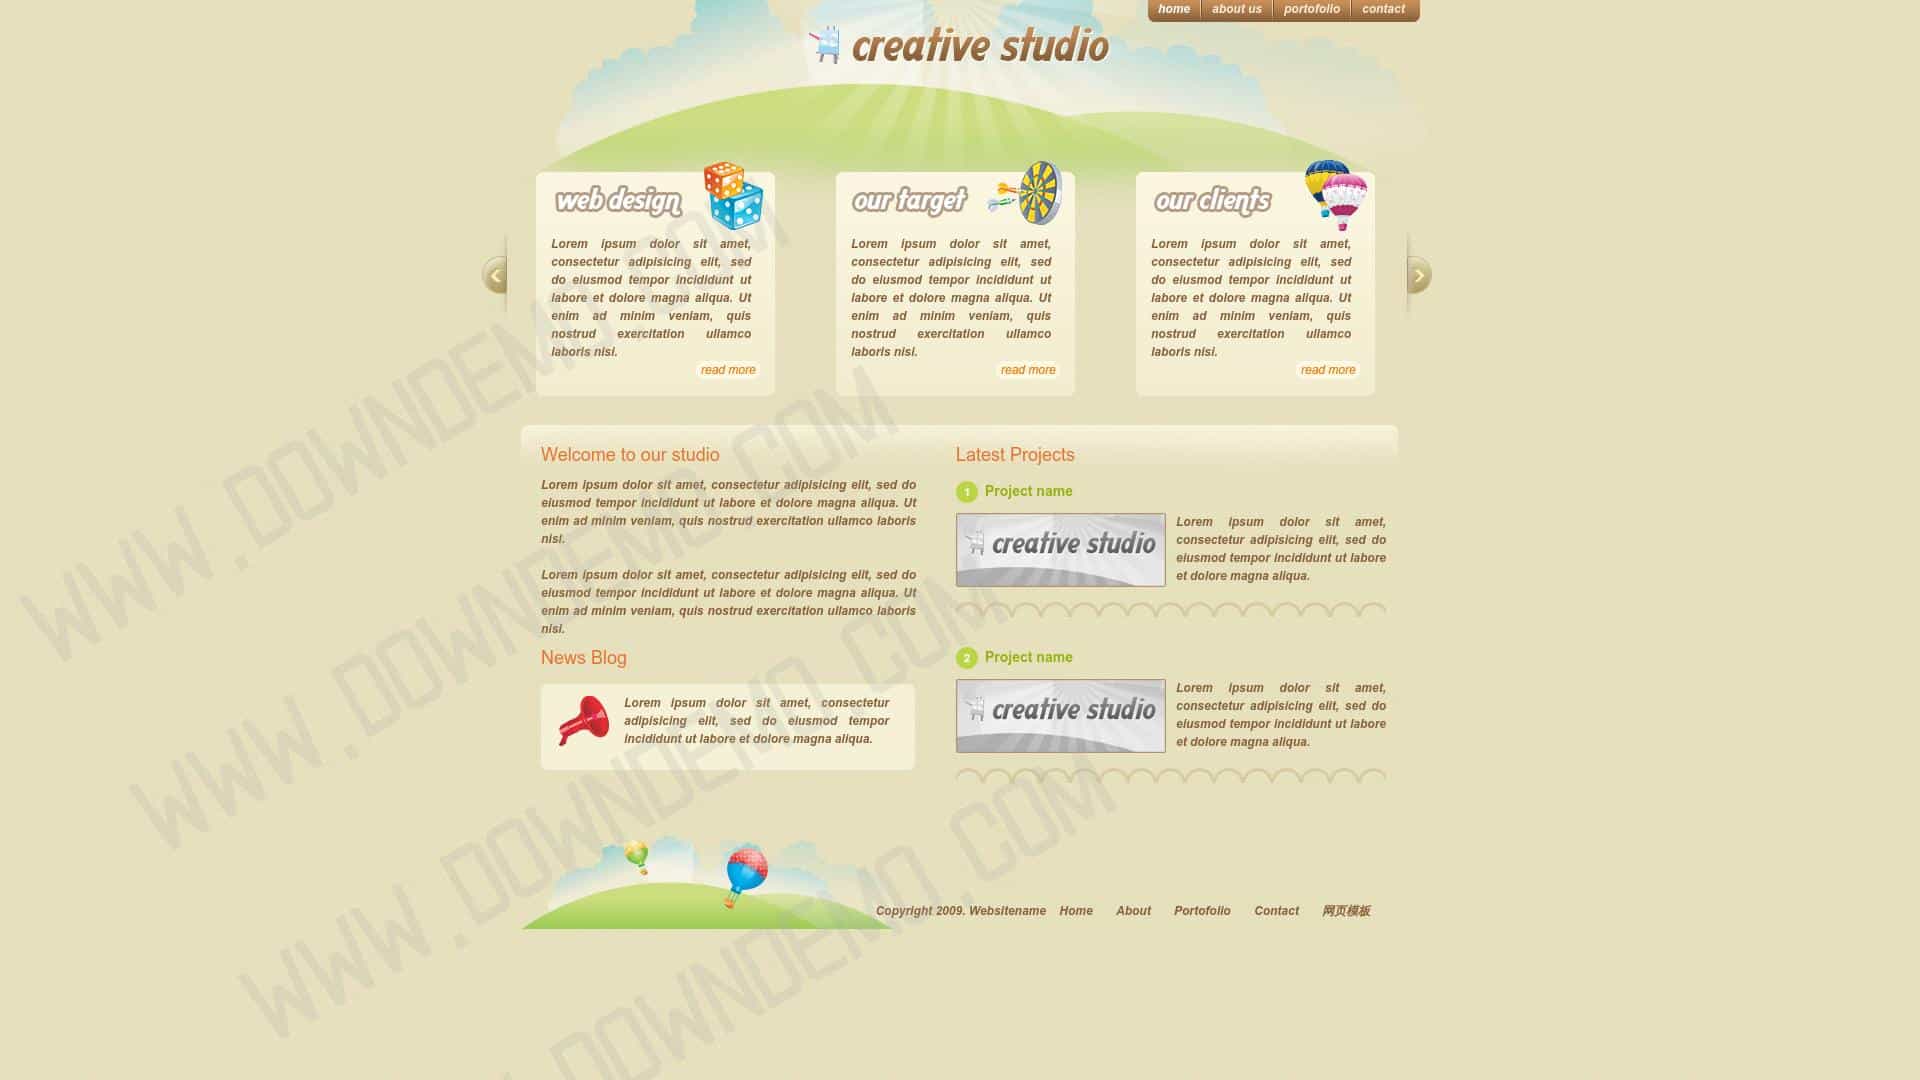 home about us portofolio contact
creative studio
web design
Lorem ipsum dolor sit amet,
consectetur adipisicing elit, sed
do eiusmod tempor incididunt ut
labore et dolore magna aliqua. Ut
enim ad minim veniam, quis
nostrud exercitation ullamco
laboris nisi.
read more
our target
Lorem ipsum dolor sit amet,
consectetur adipisicing elit, sed
do eiusmod tempor incididunt ut
labore et dolore magna aliqua. Ut
enim ad minim veniam, quis
nostrud exercitation ullamco
laboris nisi.
read more
our clients
Lorem ipsum dolor sit amet,
consectetur adipisicing elit, sed
do eiusmod tempor incididunt ut
labore et dolore magna aliqua. Ut
enim ad minim veniam, quis
nostrud exercitation ullamco
laboris nisi.
read more
Welcome to our studio
Lorem ipsum dolor sit amet, consectetur adipisicing elit, sed do
eiusmod tempor incididunt ut labore et dolore magna aliqua. Ut
enim ad minim veniam, quis nostrud exercitation ullamco laboris
nisi.
Lorem ipsum dolor sit amet, consectetur adipisicing elit, sed do
eiusmod tempor incididunt ut labore et dolore magna aliqua. Ut
enim ad minim veniam, quis nostrud exercitation ullamco laboris
nisi.
News Blog
Lorem ipsum dolor sit amet, consectetur
adipisicing elit, sed do eiusmod tempor
incididunt ut labore et dolore magna aliqua.
Latest Projects
1 Project name
creative studio
Lorem ipsum dolor sit amet,
consectetur adipisicing elit, sed do
eiusmod tempor incididunt ut labore
et dolore magna aliqua.
2 Project name
creative studio
Lorem ipsum dolor sit amet,
consectetur adipisicing elit, sed do
eiusmod tempor incididunt ut labore
et dolore magna aliqua.
Copyright 2009. Websitename Home About Portofolio Contact 网页模板
WWW.DOWNDEMO.COM
WWW.DOWNDEMO.COM
WWW.DOWNDEMO.COM
.DOWNDEMO.COM